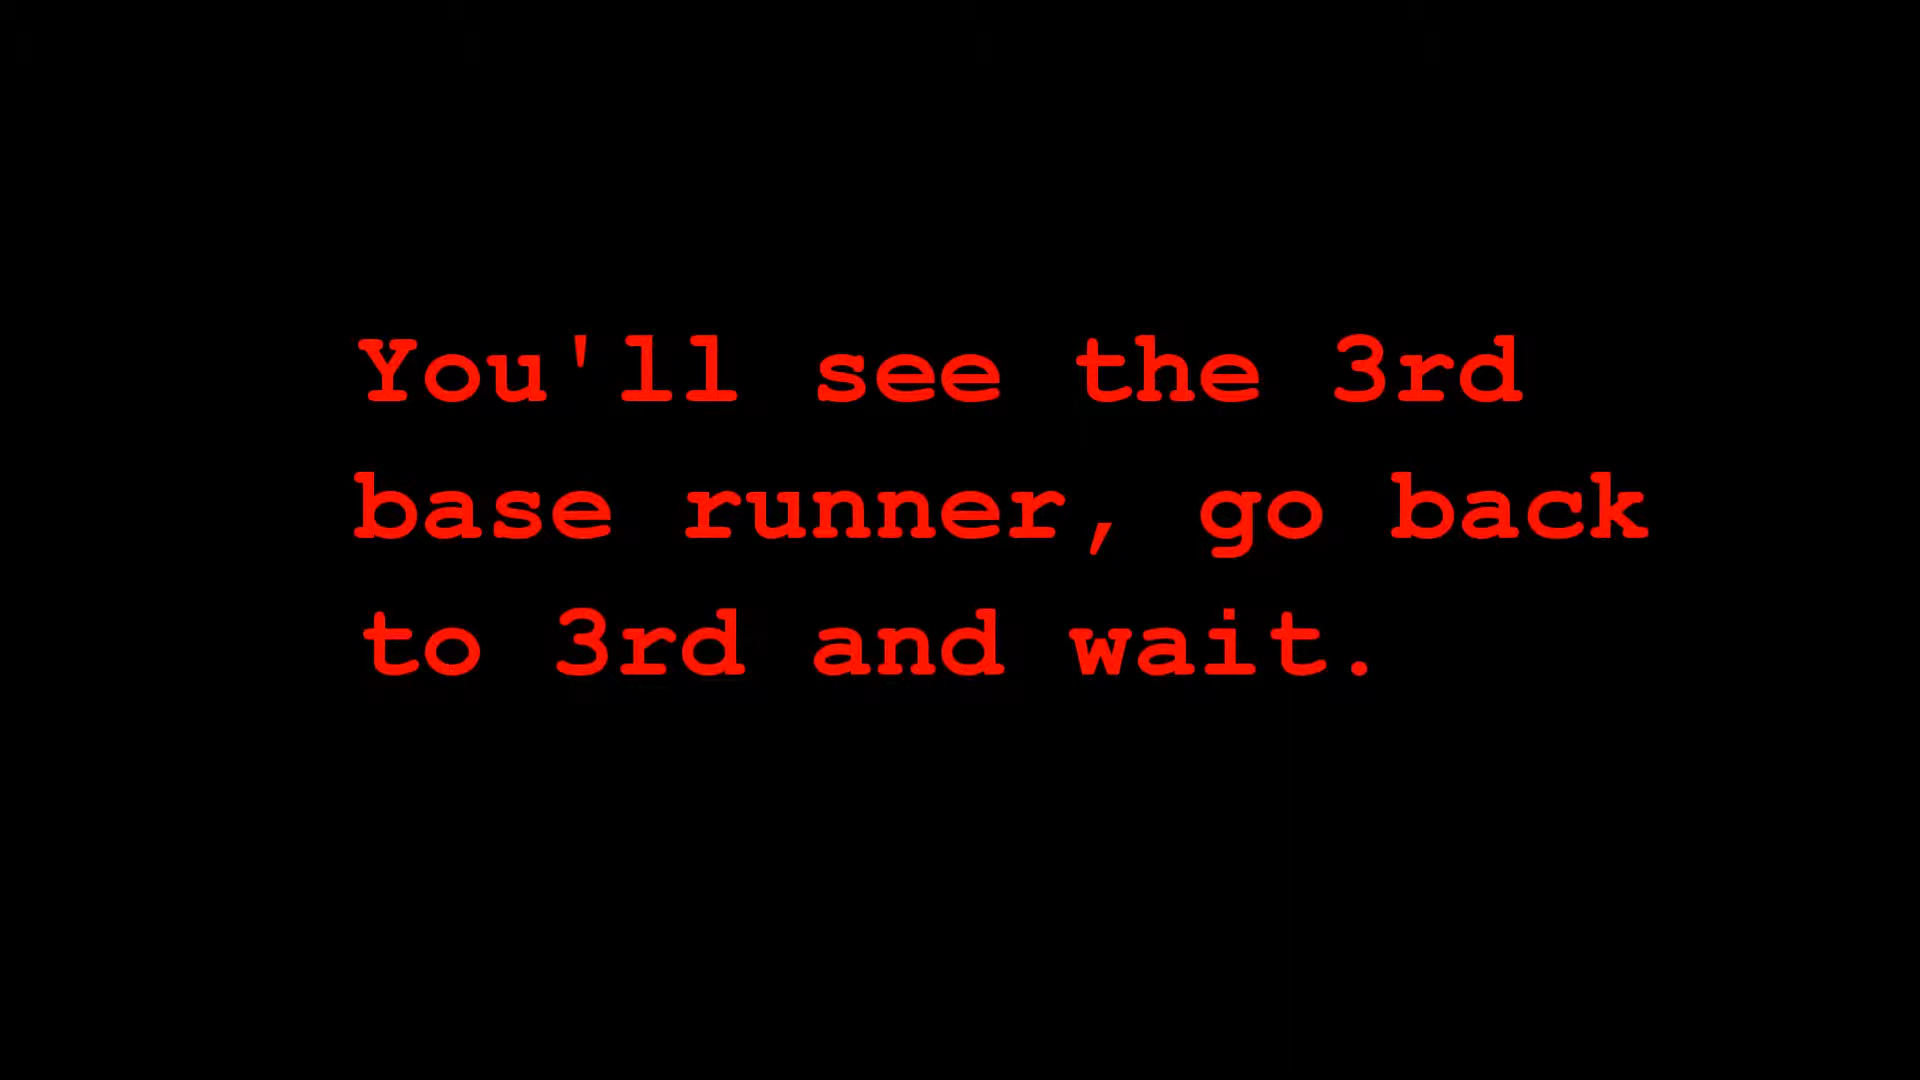 You'll see the 3rd
base runner, go back
to 3rd and wait.